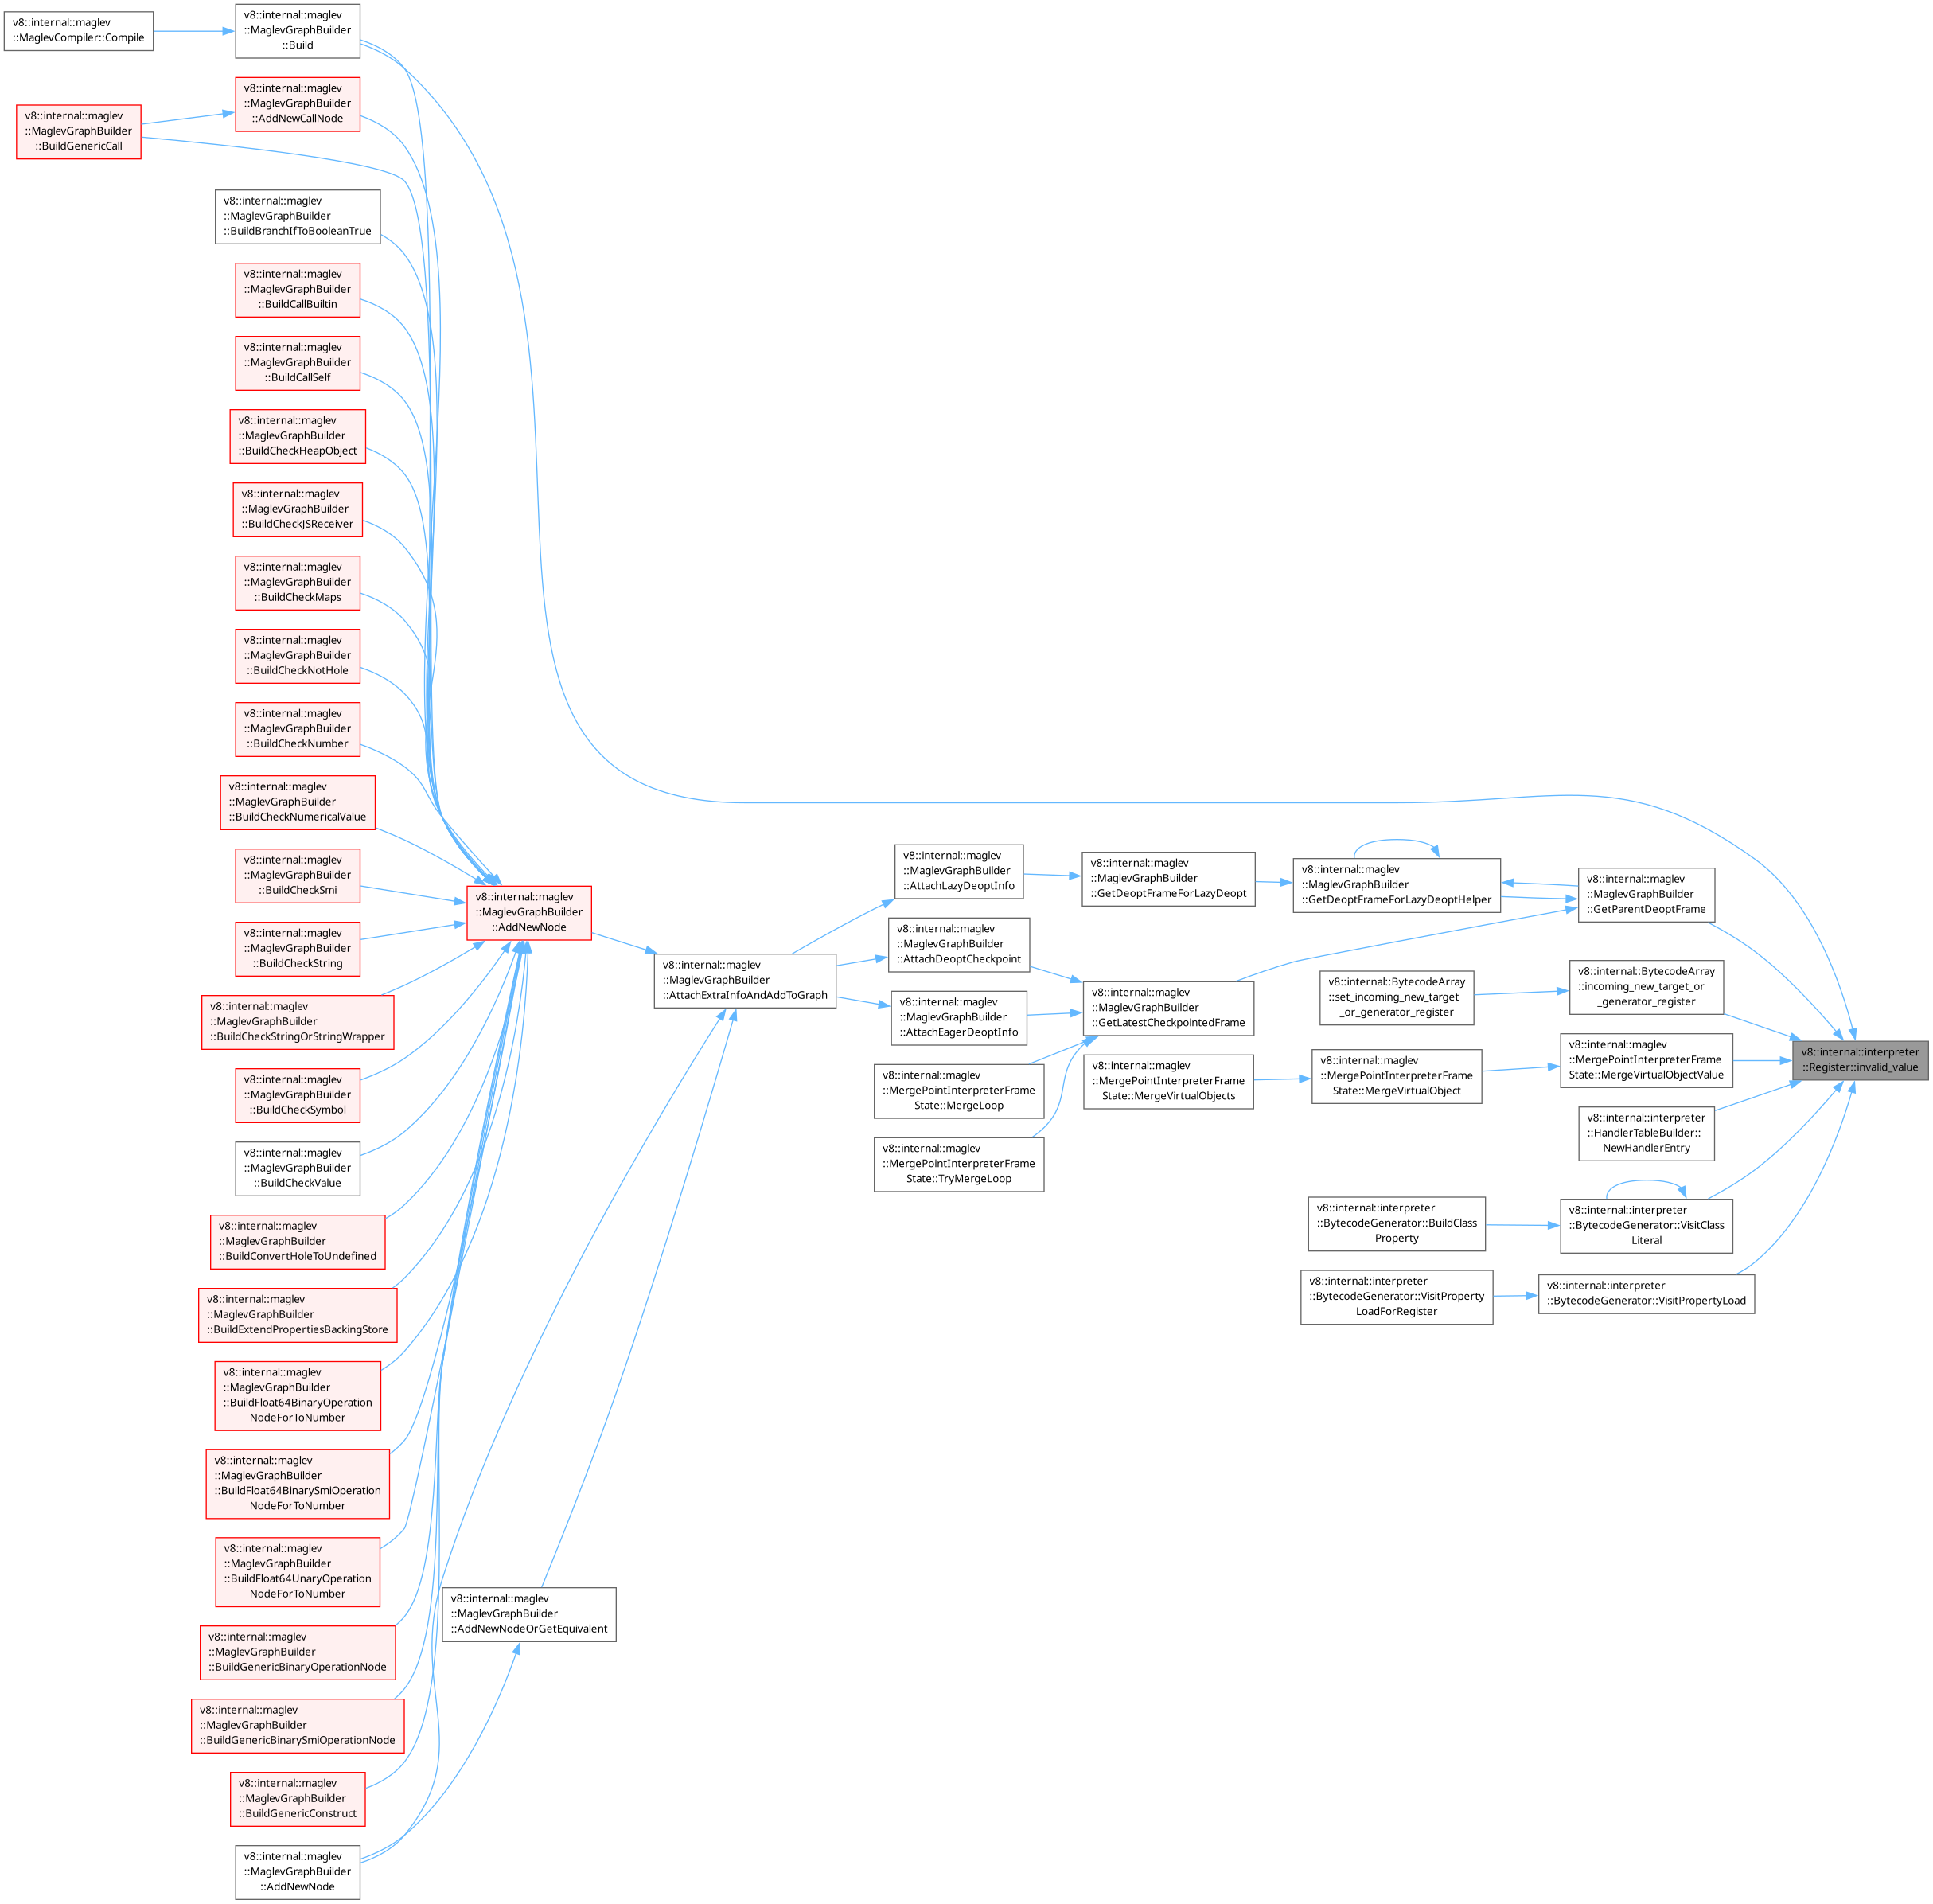 v8::internal::maglev
::MaglevCompiler::Compile
v8::internal::maglev
::MaglevGraphBuilder
::BuildGenericCall
v8::internal::maglev
::MaglevGraphBuilder
::Build
v8::internal::maglev
::MaglevGraphBuilder
::AddNewCallNode
v8::internal::maglev
::MaglevGraphBuilder
::BuildBranchIfToBooleanTrue
v8::internal::maglev
::MaglevGraphBuilder
::BuildCallBuiltin
v8::internal::maglev
::MaglevGraphBuilder
::BuildCallSelf
v8::internal::maglev
::MaglevGraphBuilder
::BuildCheckHeapObject
v8::internal::maglev
::MaglevGraphBuilder
::BuildCheckJSReceiver
v8::internal::maglev
::MaglevGraphBuilder
::BuildCheckMaps
v8::internal::maglev
::MaglevGraphBuilder
::BuildCheckNotHole
v8::internal::maglev
::MaglevGraphBuilder
::BuildCheckNumber
v8::internal::maglev
::MaglevGraphBuilder
::BuildCheckNumericalValue
v8::internal::maglev
::MaglevGraphBuilder
::BuildCheckSmi
v8::internal::maglev
::MaglevGraphBuilder
::BuildCheckString
v8::internal::maglev
::MaglevGraphBuilder
::BuildCheckStringOrStringWrapper
v8::internal::maglev
::MaglevGraphBuilder
::BuildCheckSymbol
v8::internal::maglev
::MaglevGraphBuilder
::BuildCheckValue
v8::internal::maglev
::MaglevGraphBuilder
::BuildConvertHoleToUndefined
v8::internal::maglev
::MaglevGraphBuilder
::BuildExtendPropertiesBackingStore
v8::internal::maglev
::MaglevGraphBuilder
::BuildFloat64BinaryOperation
NodeForToNumber
v8::internal::maglev
::MaglevGraphBuilder
::BuildFloat64BinarySmiOperation
NodeForToNumber
v8::internal::maglev
::MaglevGraphBuilder
::BuildFloat64UnaryOperation
NodeForToNumber
v8::internal::maglev
::MaglevGraphBuilder
::BuildGenericBinaryOperationNode
v8::internal::maglev
::MaglevGraphBuilder
::BuildGenericBinarySmiOperationNode
v8::internal::maglev
::MaglevGraphBuilder
::BuildGenericConstruct
v8::internal::maglev
::MaglevGraphBuilder
::AddNewNode
v8::internal::maglev
::MaglevGraphBuilder
::AddNewNode
v8::internal::maglev
::MaglevGraphBuilder
::AddNewNodeOrGetEquivalent
v8::internal::maglev
::MaglevGraphBuilder
::AttachExtraInfoAndAddToGraph
v8::internal::maglev
::MaglevGraphBuilder
::AttachLazyDeoptInfo
v8::internal::maglev
::MaglevGraphBuilder
::AttachDeoptCheckpoint
v8::internal::maglev
::MaglevGraphBuilder
::AttachEagerDeoptInfo
v8::internal::maglev
::MergePointInterpreterFrame
State::MergeLoop
v8::internal::maglev
::MergePointInterpreterFrame
State::TryMergeLoop
v8::internal::maglev
::MaglevGraphBuilder
::GetDeoptFrameForLazyDeopt
v8::internal::maglev
::MaglevGraphBuilder
::GetLatestCheckpointedFrame
v8::internal::maglev
::MergePointInterpreterFrame
State::MergeVirtualObjects
v8::internal::maglev
::MaglevGraphBuilder
::GetDeoptFrameForLazyDeoptHelper
v8::internal::BytecodeArray
::set_incoming_new_target
_or_generator_register
v8::internal::maglev
::MergePointInterpreterFrame
State::MergeVirtualObject
v8::internal::interpreter
::BytecodeGenerator::BuildClass
Property
v8::internal::interpreter
::BytecodeGenerator::VisitProperty
LoadForRegister
v8::internal::maglev
::MaglevGraphBuilder
::GetParentDeoptFrame
v8::internal::BytecodeArray
::incoming_new_target_or
_generator_register
v8::internal::maglev
::MergePointInterpreterFrame
State::MergeVirtualObjectValue
v8::internal::interpreter
::HandlerTableBuilder::
NewHandlerEntry
v8::internal::interpreter
::BytecodeGenerator::VisitClass
Literal
v8::internal::interpreter
::BytecodeGenerator::VisitPropertyLoad
v8::internal::interpreter
::Register::invalid_value